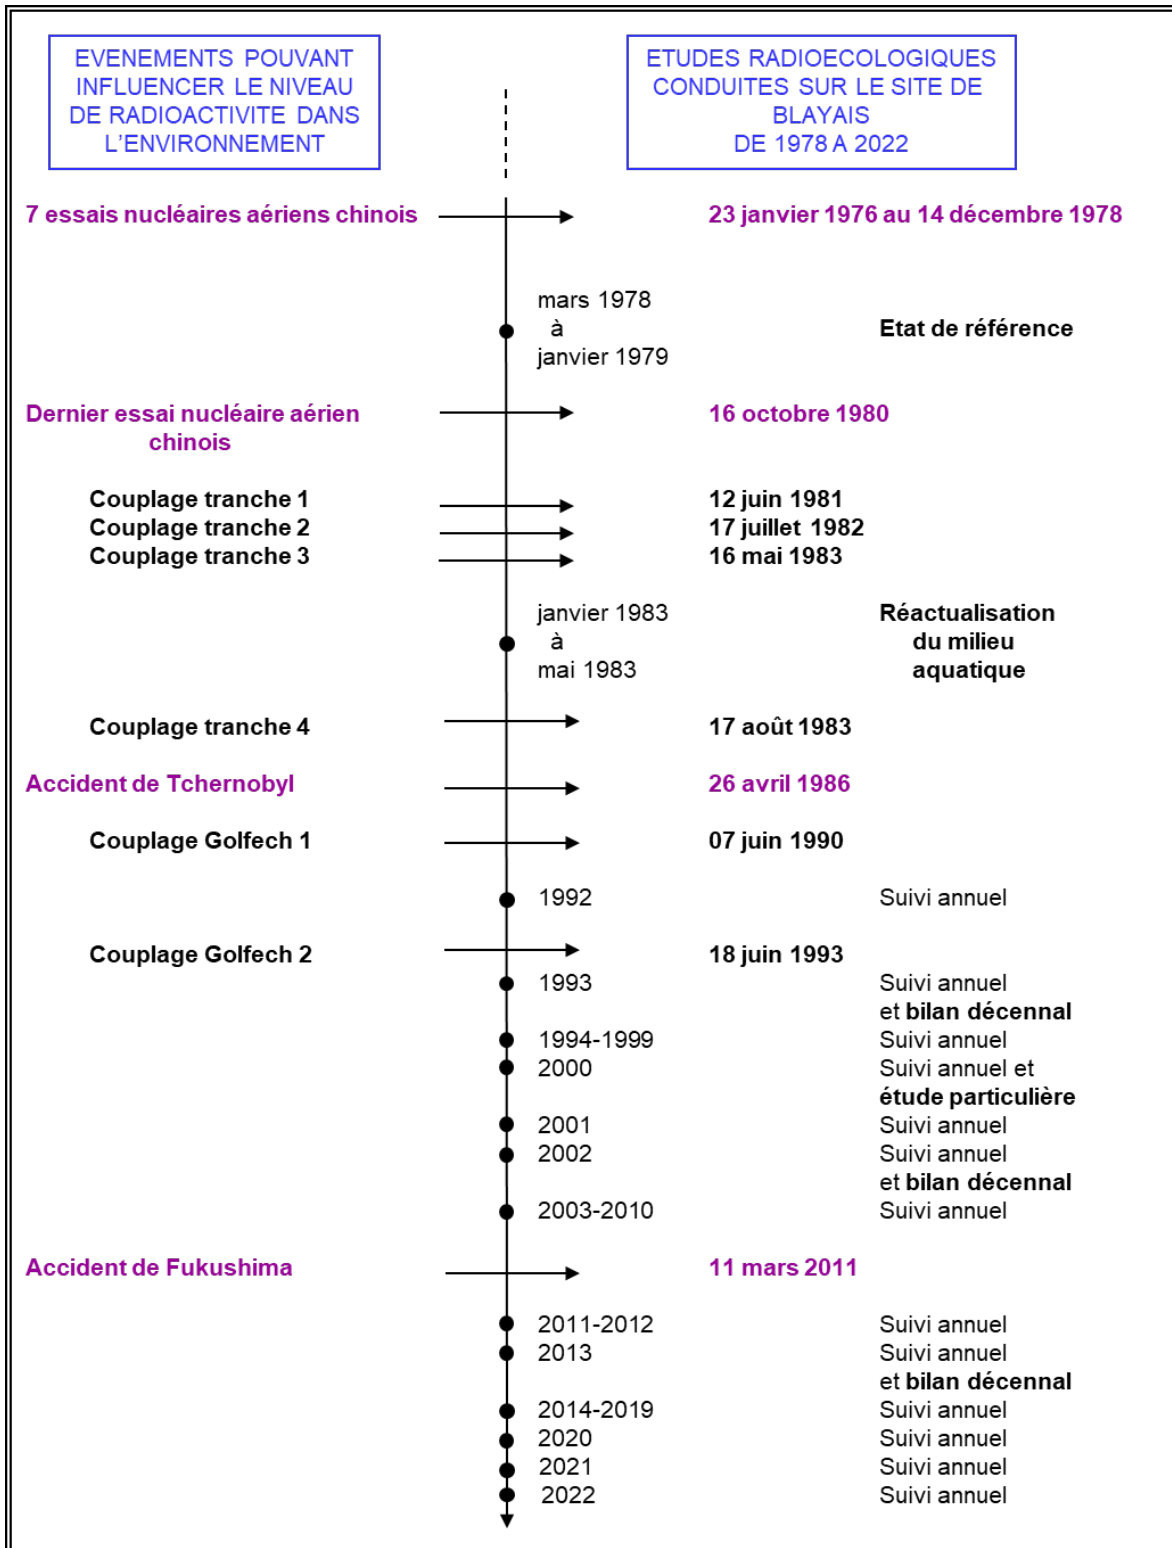 EVENEMENTS POUVANT
INFLUENCER LE NIVEAU
DE RADIOACTIVITE DANS
L'ENVIRONNEMENT
ETUDES RADIOECOLOGIQUES
CONDUITES SUR LE SITE DE
BLAYAIS
DE 1978 A 2022
7 essais nucléaires aériens chinois 23 janvier 1976 au 14 décembre 1978
mars 1978
à Etat de référence
janvier 1979
Dernier essai nucléaire aérien 16 octobre 1980
chinois
Couplage tranche 1 12 juin 1981
Couplage tranche 2 17 juillet 1982
Couplage tranche 3 16 mai 1983
janvier 1983 Réactualisation
à du milieu
mai 1983 aquatique
Couplage tranche 4 17 août 1983
Accident de Tchernobyl 26 avril 1986
Couplage Golfech 1 07 juin 1990
1992 Suivi annuel
Couplage Golfech 2 18 juin 1993
1993 Suivi annuel
et bilan décennal
1994-1999 Suivi annuel
2000 Suivi annuel et
étude particulière
2001 Suivi annuel
2002 Suivi annuel
et bilan décennal
2003-2010 Suivi annuel
Accident de Fukushima 11 mars 2011
2011-2012 Suivi annuel
2013 Suivi annuel
et bilan décennal
2014-2019 Suivi annuel
2020 Suivi annuel
2021 Suivi annuel
2022 Suivi annuel